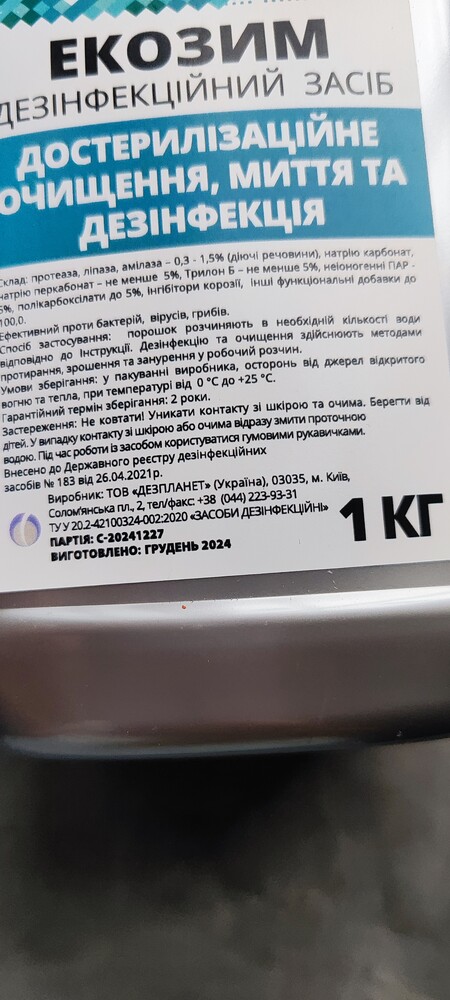 ЕКОЗИМ
ДЕЗІНФЕКЦІЙНИЙ ЗАСІБ
ДОСТЕРИЛІЗАЦІЙНЕ
ОЧИЩЕННЯ, МИТТЯ ТА
ДЕЗІНФЕКЦІЯ
Склад: протеаза, ліпаза, амілаза – 0,3 - 1,5% (діючі речовини), натрію карбонат,
натрію перкабонат – не менше 5%, Трилон Б – не менше 5%, неіоногенні ПАР -
5%, полікарбоксілати до 5%, інгібітори корозії, інші функціональні добавки до
100,0.
Ефективний проти бактерій, вірусів, грибів.
Спосіб застосування: порошок розчиняють в необхідній кількості води
відповідно до Інструкції. Дезінфекцію та очищення здійснюють методами
протирання, зрошення та занурення у робочий розчин.
Умови зберігання: у пакуванні виробника, осторонь від джерел відкритого
вогню та тепла, при температурі від 0 °С до +25 °С.
Гарантійний термін зберігання: 2 роки.
Застереження: Не ковтати! Уникати контакту зі шкірою та очима. Берегти від
дітей. У випадку контакту зі шкірою або очима відразу змити проточною
водою. Під час роботи із засобом користуватися гумовими рукавичками.
Внесено до Державного реєстру дезінфекційних
засобів № 183 від 26.04.2021р.
Виробник: ТОВ «ДЕЗПЛАНЕТ» (Україна), 03035, м. Київ,
Солом'янська пл., 2, тел/факс: +38 (044) 223-93-31
ТУ У 20.2-42100324-002:2020 «ЗАСОБИ ДЕЗІНФЕКЦІЙНІ»
ПАРТІЯ: С-20241227
ВИГОТОВЛЕНО: ГРУДЕНЬ 2024
1 КГ